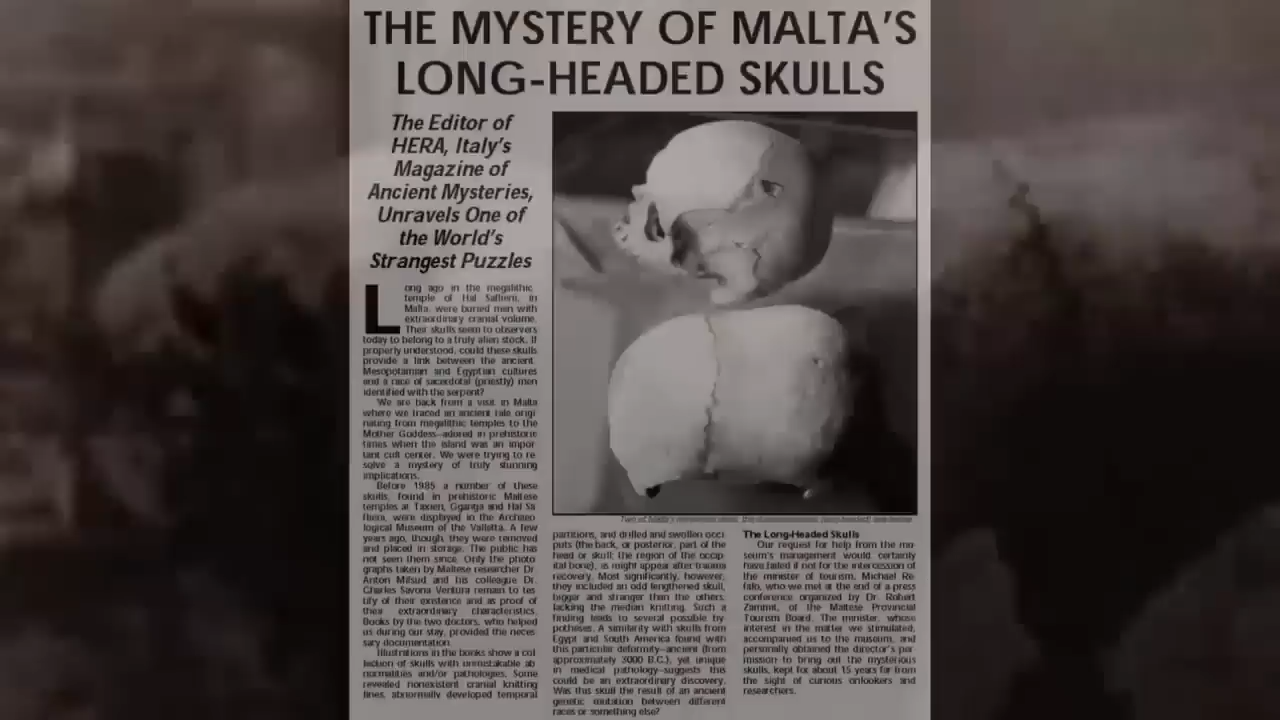 THE MYSTERY OF MALTA'S
LONG-HEADED SKULLS
The Editor of
HERA, Italy's
Magazine of
Ancient Mysteries,
Unravels One of
the World's
Strangest Puzzles
Long ago in the megalithic
temple of Hal Saflieni, in
Malta, were buried men with
extraordinary cranial volume.
Their skulls seem to observers
today to belong to a truly alien stock. If
properly understood, could these skulls
provide a link between the ancient
Mesopotamian and Egyptian cultures
and a race of sacerdotal (priestly) men
identified with the serpent?
We are back from a visit in Malta
where we traced an ancient tale origi-
nating from megalithic temples to the
Mother Goddess—adored in prehistoric
times when the island was an impor-
tant cult center. We were trying to re-
solve a mystery of truly stunning
implications.
Before 1985 a number of these
skulls, found in prehistoric Maltese
temples at Taxien, Ggantja and Hal Sa-
flieni, were displayed in the Archaeo-
logical Museum of the Valletta. A few
years ago, though, they were removed
and placed in storage. The public has
not seen them since. Only the photo-
graphs taken by Maltese researcher Dr.
Anton Mifsud and his colleague Dr.
Charles Savona Ventura remain to tes-
tify of their existence and as proof of
their extraordinary characteristics.
Books by the two doctors, who helped
us during our stay, provided the neces-
sary documentation.
Illustrations in the books show a col-
lection of skulls with unmistakable ab-
normalities and/or pathologies. Some
revealed nonexistent cranial knitting
lines, abnormally developed temporal
partitions, and drilled and swollen occi-
puts (the back, or posterior, part of the
head or skull; the region of the occip-
ital bone), as might appear after trauma
recovery. Most significantly, however,
they included an odd lengthened skull,
bigger and stranger than the others,
lacking the median knitting. Such a
finding leads to several possible hy-
potheses. A similarity with skulls from
Egypt and South America found with
this particular deformity—ancient (from
approximately 3000 B.C.), yet unique
in medical pathology—suggests this
could be an extraordinary discovery.
Was this skull the result of an ancient
genetic mutation between different
races or something else?
The Long-Headed Skulls
Our request for help from the mu-
seum's management would certainly
have failed if not for the intercession of
the minister of tourism, Michael Re-
falo, who we met at the end of a press
conference organized by Dr. Robert
Zammit, of the Maltese Provincial
Tourism Board. The minister, whose
interest in the matter we stimulated,
accompanied us to the museum, and
personally obtained the director's per-
mission to bring out the mysterious
skulls, kept for about 15 years far from
the sight of curious onlookers and
researchers.